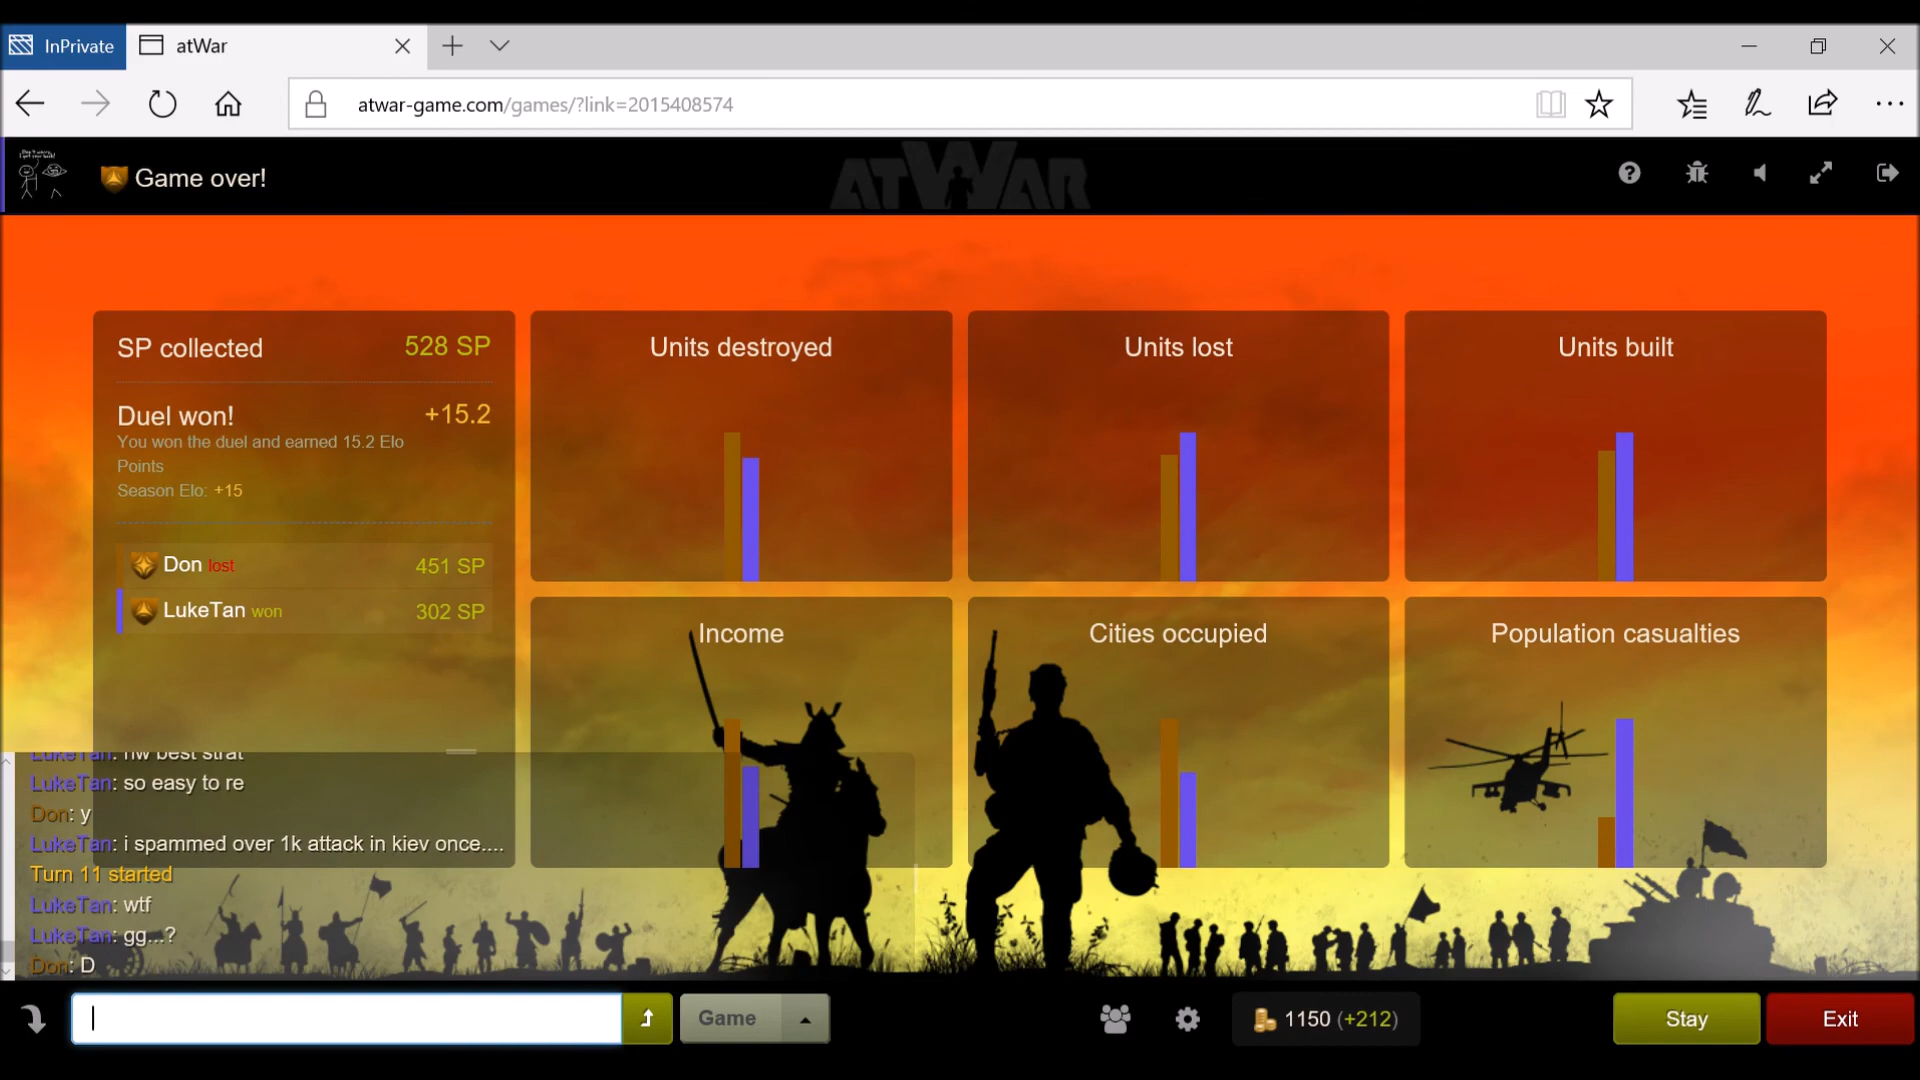 InPrivate
atWar
atwar-game.com/games/?link=2015408574
Game over!
ATWAR
SP collected
528 SP
Duel won!
+15.2
You won the duel and earned 15.2 Elo
Points
Season Elo: +15
Don lost
451 SP
LukeTan won
302 SP
Units destroyed
Units lost
Units built
Income
Cities occupied
Population casualties
LukeTan: nw best strat
LukeTan: so easy to re
Don: y
LukeTan: i spammed over 1k attack in kiev once....
Turn 11 started
LukeTan: wtf
LukeTan: gg...?
Don: D
Game
1150 (+212)
Stay
Exit